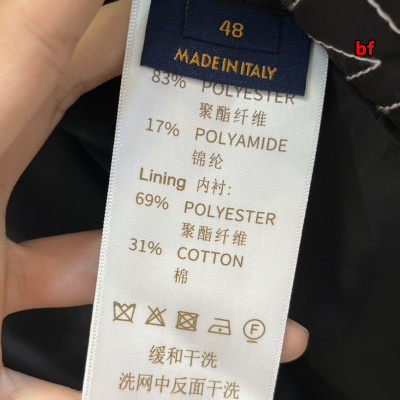 48
bf
MADE IN ITALY
83% POLYESTER
聚酯纤维
17% POLYAMIDE
锦纶
Lining 内衬:
69% POLYESTER
聚酯纤维
31% COTTON
棉
F
缓和干洗
洗网中反面干洗